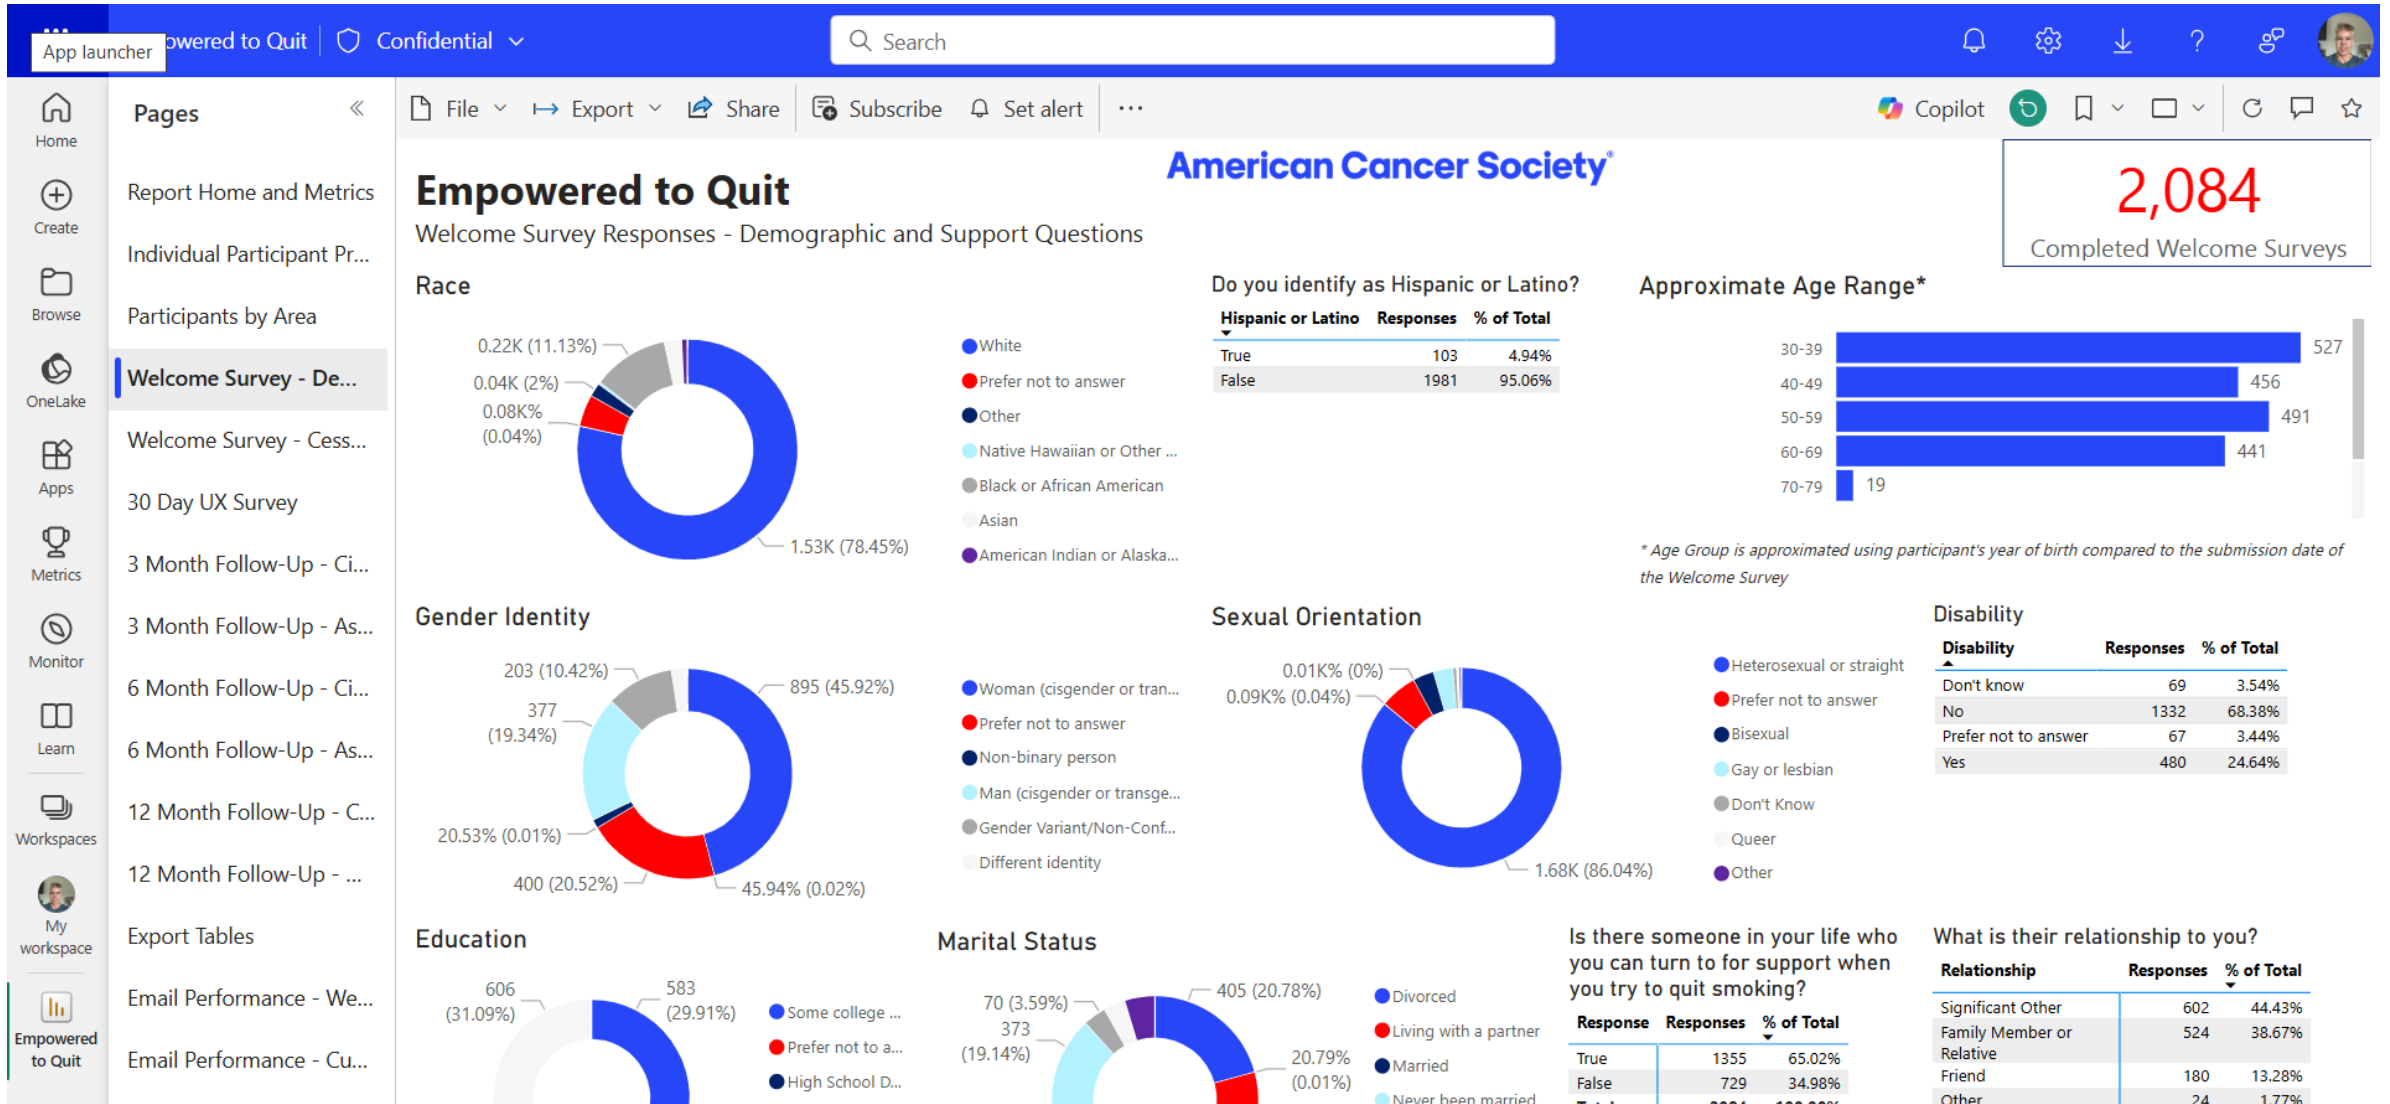 App launcher
owered to Quit
Confidential
Search
Home
Create
Browse
OneLake
Apps
Metrics
Monitor
Learn
Workspaces
My
workspace
Empowered
to Quit
Pages
Report Home and Metrics
Individual Participant Pr...
Participants by Area
Welcome Survey - De...
Welcome Survey - Cess...
30 Day UX Survey
3 Month Follow-Up - Ci...
3 Month Follow-Up - As...
6 Month Follow-Up - Ci...
6 Month Follow-Up - As...
12 Month Follow-Up - C...
12 Month Follow-Up - ...
Export Tables
Email Performance - We...
Email Performance - Cu...
File Export Share Subscribe Set alert ...
Copilot
Empowered to Quit
Welcome Survey Responses - Demographic and Support Questions
American Cancer Society®
2,084
Completed Welcome Surveys
Race
0.22K (11.13%)
0.04K (2%)
0.08K%
(0.04%)
1.53K (78.45%)
White
Prefer not to answer
Other
Native Hawaiian or Other ...
Black or African American
Asian
American Indian or Alaska...
Do you identify as Hispanic or Latino?
Hispanic or Latino Responses % of Total
True 103 4.94%
False 1981 95.06%
Approximate Age Range*
30-39 527
40-49 456
50-59 491
60-69 441
70-79 19
* Age Group is approximated using participant's year of birth compared to the submission date of
the Welcome Survey
Gender Identity
203 (10.42%)
377
(19.34%)
20.53% (0.01%)
400 (20.52%)
895 (45.92%)
45.94% (0.02%)
Woman (cisgender or tran...
Prefer not to answer
Non-binary person
Man (cisgender or transge...
Gender Variant/Non-Conf...
Different identity
Sexual Orientation
0.01K% (0%)
0.09K% (0.04%)
1.68K (86.04%)
Heterosexual or straight
Prefer not to answer
Bisexual
Gay or lesbian
Don't Know
Queer
Other
Disability
Disability Responses % of Total
Don't know 69 3.54%
No 1332 68.38%
Prefer not to answer 67 3.44%
Yes 480 24.64%
Education
606
(31.09%)
583
(29.91%)
Some college ...
Prefer not to a...
High School D...
Marital Status
70 (3.59%)
373
(19.14%)
405 (20.78%)
20.79%
(0.01%)
Divorced
Living with a partner
Married
Never been married
Is there someone in your life who
you can turn to for support when
you try to quit smoking?
Response Responses % of Total
True 1355 65.02%
False 729 34.98%
What is their relationship to you?
Relationship Responses % of Total
Significant Other 602 44.43%
Family Member or
Relative 524 38.67%
Friend 180 13.28%
Other 24 1.77%